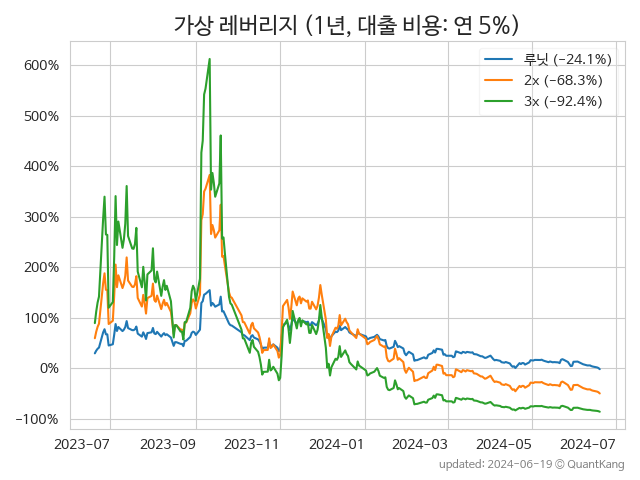 가상 레버리지 (1년, 대출 비용: 연 5%)
루닛 (-24.1%)
2x (-68.3%)
3x (-92.4%)
600%
500%
400%
300%
200%
100%
0%
-100%
2023-07 2023-09 2023-11 2024-01 2024-03 2024-05 2024-07
updated: 2024-06-19 © QuantKang